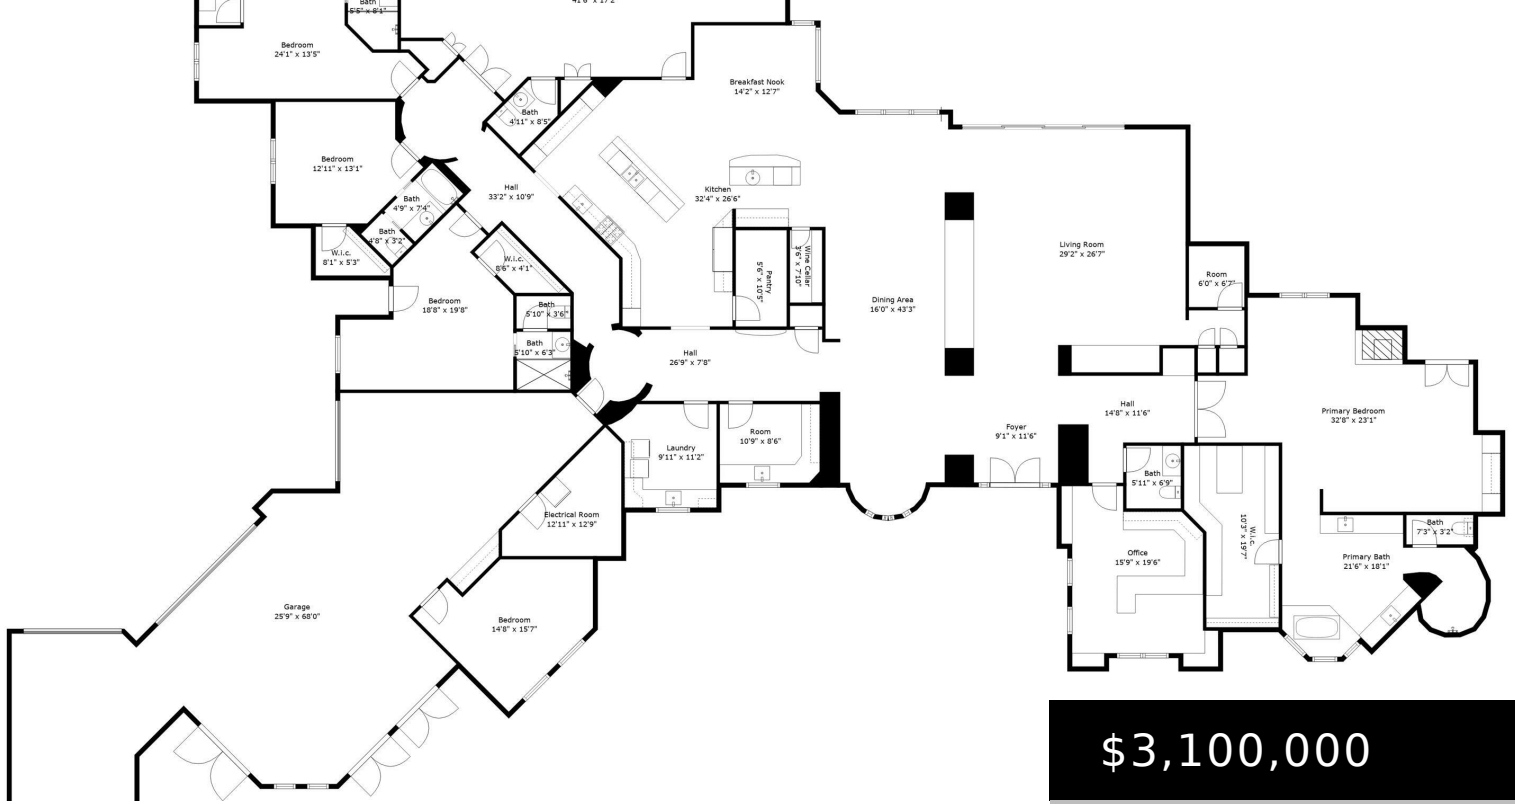 Bath
5'5" x 8'1"
41'6" x 17'2"
Bedroom
24'1" x 13'5"
Breakfast Nook
14'2" x 12'7"
Bath
4'11" x 8'5"
Bedroom
12'11" x 13'1"
Hall
33'2" x 10'9"
Kitchen
32'4" x 26'6"
Bath
4'9" x 7'4"
Bath
4'8" x 3'2"
W.i.c.
8'1" x 5'3"
W.i.c.
8'6" x 4'1"
Wine Cellar
3'6" x 7'10"
Pantry
5'6" x 10'5"
Living Room
29'2" x 26'7"
Room
6'0" x 6'7"
Bedroom
18'8" x 19'8"
Bath
5'10" x 3'6"
Dining Area
16'0" x 43'3"
Bath
5'10" x 6'3"
Hall
26'9" x 7'8"
Hall
14'8" x 11'6"
Primary Bedroom
32'8" x 23'1"
Foyer
9'1" x 11'6"
Room
10'9" x 8'6"
Laundry
9'11" x 11'2"
Bath
5'11" x 6'9"
Electrical Room
12'11" x 12'9"
W.i.c.
10'3" x 19'7"
Bath
7'3" x 3'2"
Office
15'9" x 19'6"
Primary Bath
21'6" x 18'1"
Garage
25'9" x 68'0"
Bedroom
14'8" x 15'7"
$3,100,000